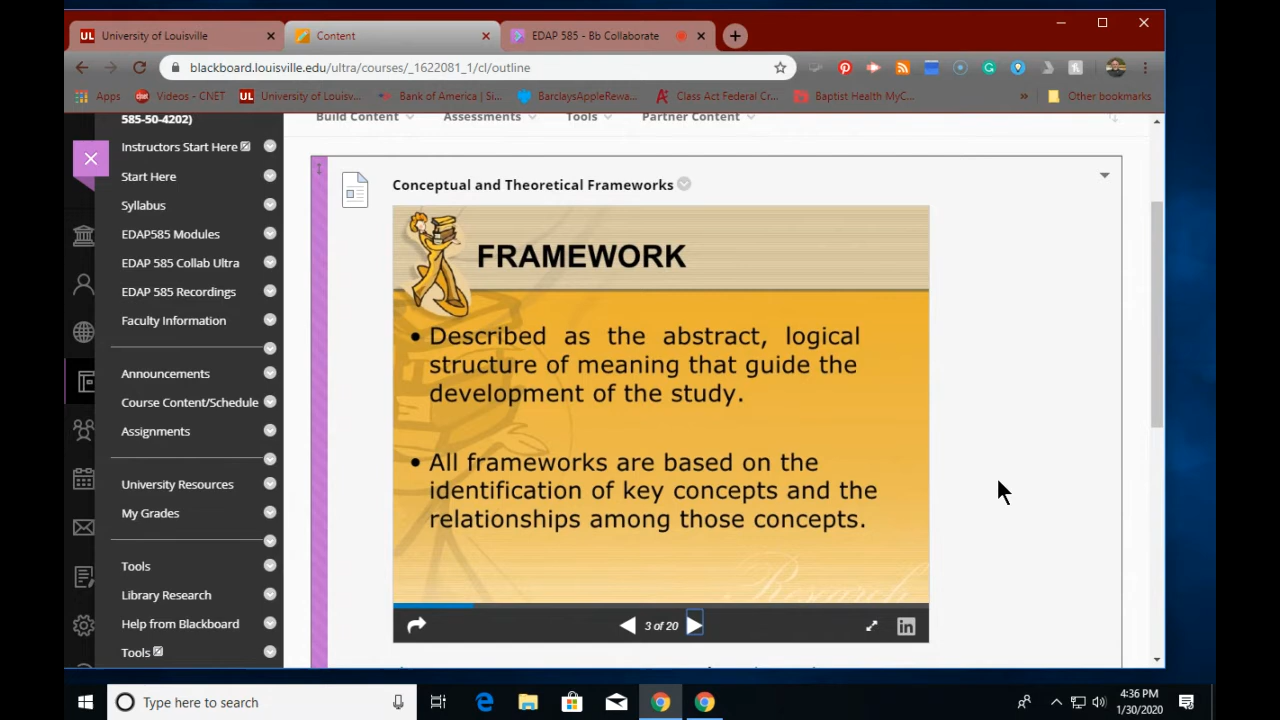 University of Louisville
Content
EDAP 585 - Bb Collaborate
blackboard.louisville.edu/ultra/courses/_1622081_1/cl/outline
Apps
Videos - CNET
University of Louisv...
Bank of America | Si...
BarclaysAppleRewa...
Class Act Federal Cr...
Baptist Health MyC...
»
Other bookmarks
585-50-4202)
Instructors Start Here
Start Here
Syllabus
EDAP585 Modules
EDAP 585 Collab Ultra
EDAP 585 Recordings
Faculty Information
Announcements
Course Content/Schedule
Assignments
University Resources
My Grades
Tools
Library Research
Help from Blackboard
Tools
Build Content
Assessments
Tools
Partner Content
Conceptual and Theoretical Frameworks
FRAMEWORK
• Described as the abstract, logical
structure of meaning that guide the
development of the study.
• All frameworks are based on the
identification of key concepts and the
relationships among those concepts.
Research
3 of 20
in
Type here to search
4:36 PM
1/30/2020